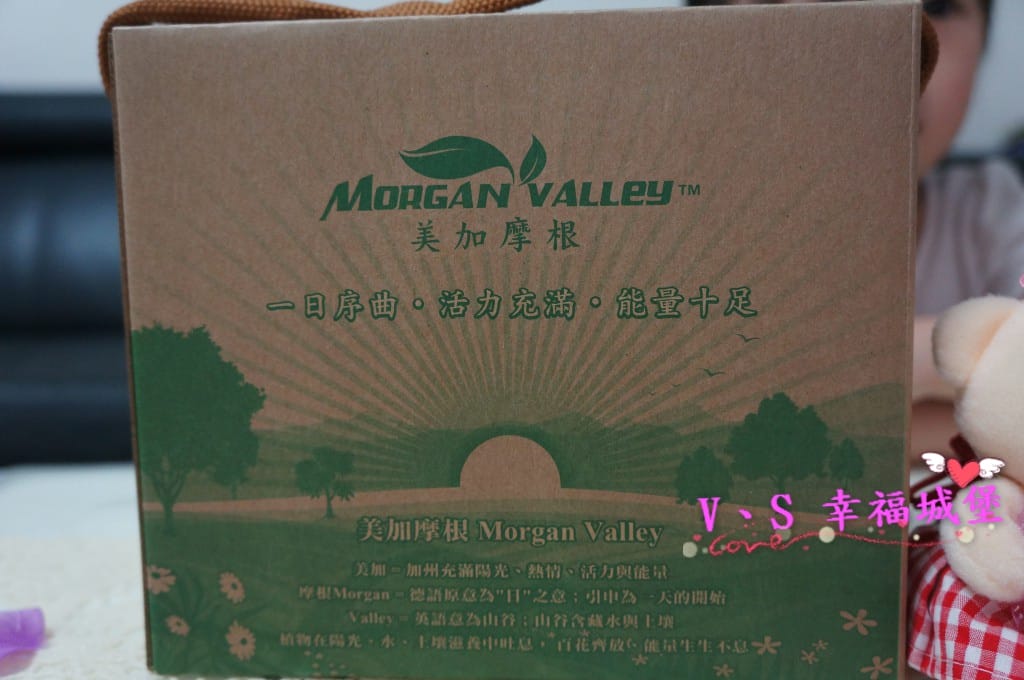 MORGAN VALLEY™
美加摩根
一日序曲・活力充滿・能量十足
V、S 幸福城堡
Love
美加摩根 Morgan Valley
美加=加州充滿陽光、熱情、活力與能量
摩根Morgan = 德語原意為"日"之意；引申為一天的開始
Valley = 英語意為山谷；山谷含藏水與土壤
植物在陽光、水、土壤滋養中吐息，百花齊放、能量生生不息